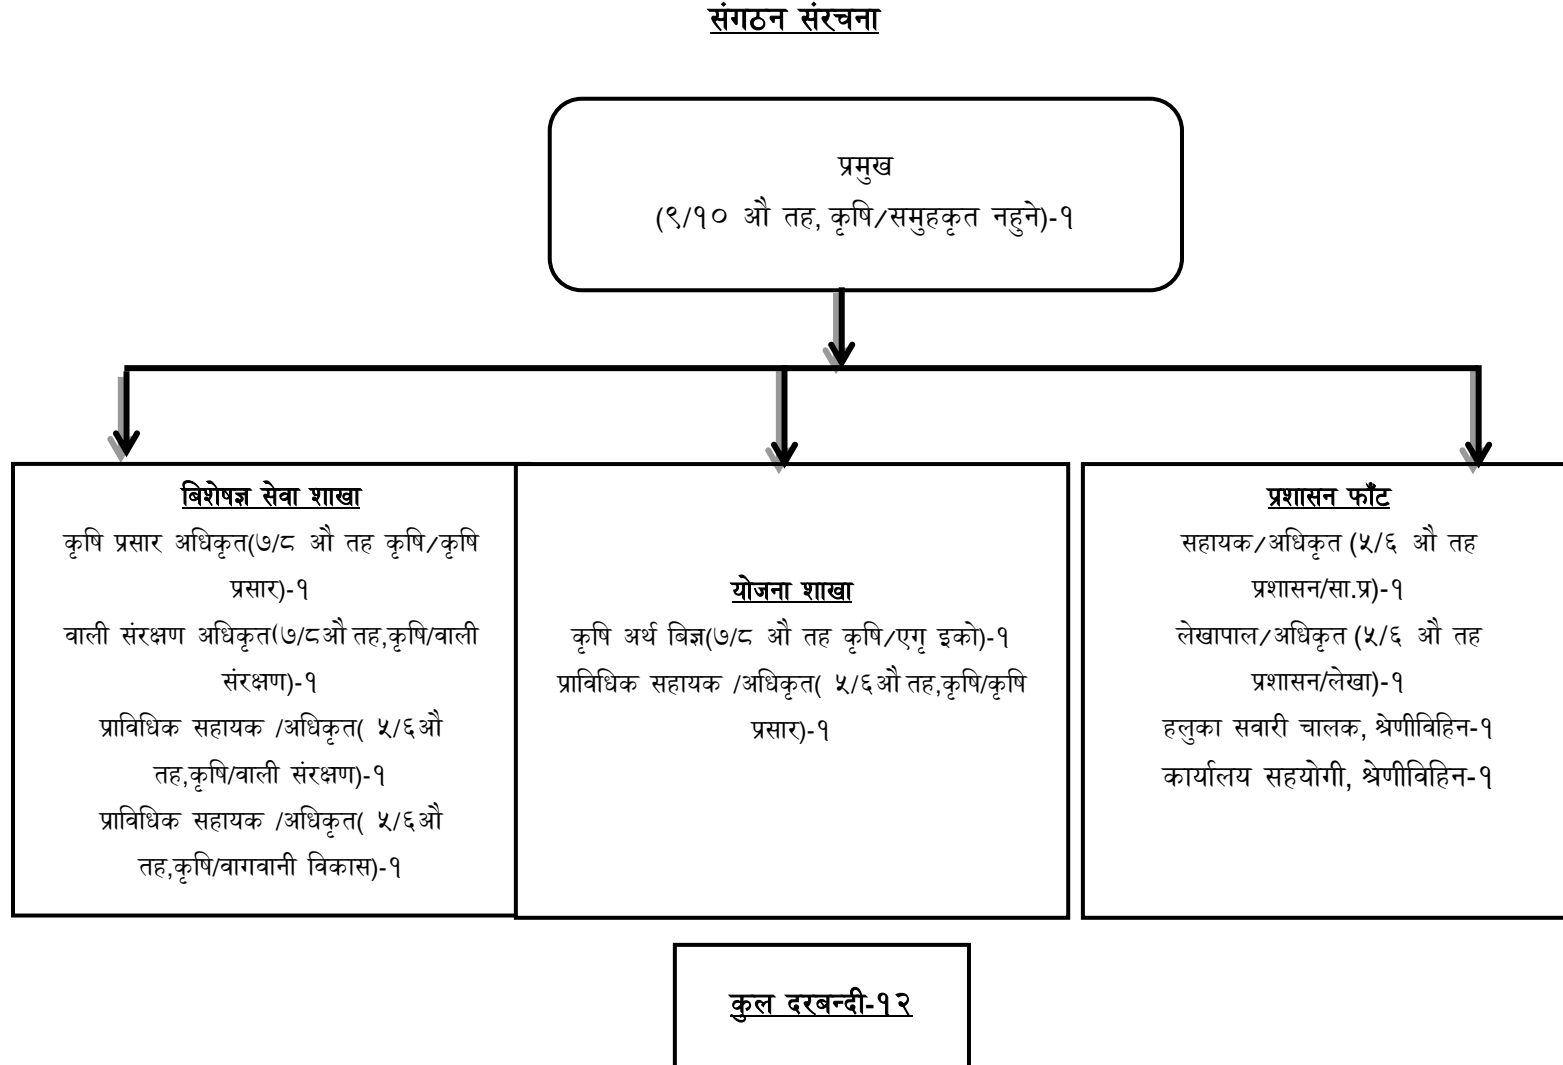 संगठन संरचना
प्रमुख
(९/१० औ तह, कृषि/समुहकृत नहुने)-१
बिशेषज्ञ सेवा शाखा
कृषि प्रसार अधिकृत(७/८ औ तह कृषि/कृषि
प्रसार)-१
वाली संरक्षण अधिकृत(७/८औ तह,कृषि/वाली
संरक्षण)-१
प्राविधिक सहायक /अधिकृत( ५/६औ
तह,कृषि/वाली संरक्षण)-१
प्राविधिक सहायक /अधिकृत( ५/६औ
तह,कृषि/वागवानी विकास)-१
योजना शाखा
कृषि अर्थ बिज्ञ(७/८ औ तह कृषि/एगृ इको)-१
प्राविधिक सहायक /अधिकृत( ५/६औ तह,कृषि/कृषि
प्रसार)-१
प्रशासन फाँट
सहायक/अधिकृत (५/६ औ तह
प्रशासन/सा.प्र)-१
लेखापाल/अधिकृत (५/६ औ तह
प्रशासन/लेखा)-१
हलुका सवारी चालक, श्रेणीविहिन-१
कार्यालय सहयोगी, श्रेणीविहिन-१
कुल दरबन्दी-१२